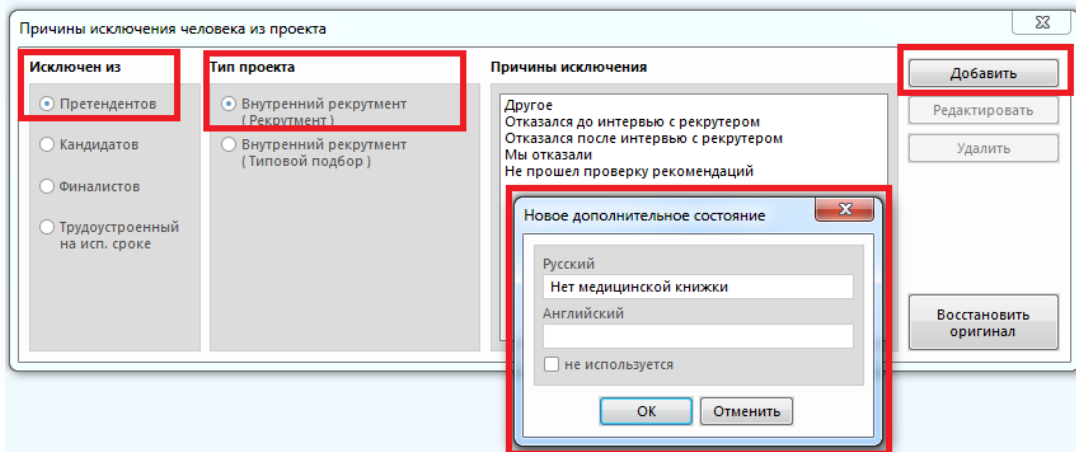 Причины исключения человека из проекта
Исключен из
Претендентов
Кандидатов
Финалистов
Трудоустроенный
на исп. сроке
Тип проекта
Внутренний рекрутмент
( Рекрутмент )
Внутренний рекрутмент
( Типовой подбор )
Причины исключения
Другое
Отказался до интервью с рекрутером
Отказался после интервью с рекрутером
Мы отказали
Не прошел проверку рекомендаций
Добавить
Редактировать
Удалить
Восстановить
оригинал
Новое дополнительное состояние
Русский
Нет медицинской книжки
Английский
не используется
ОК
Отменить